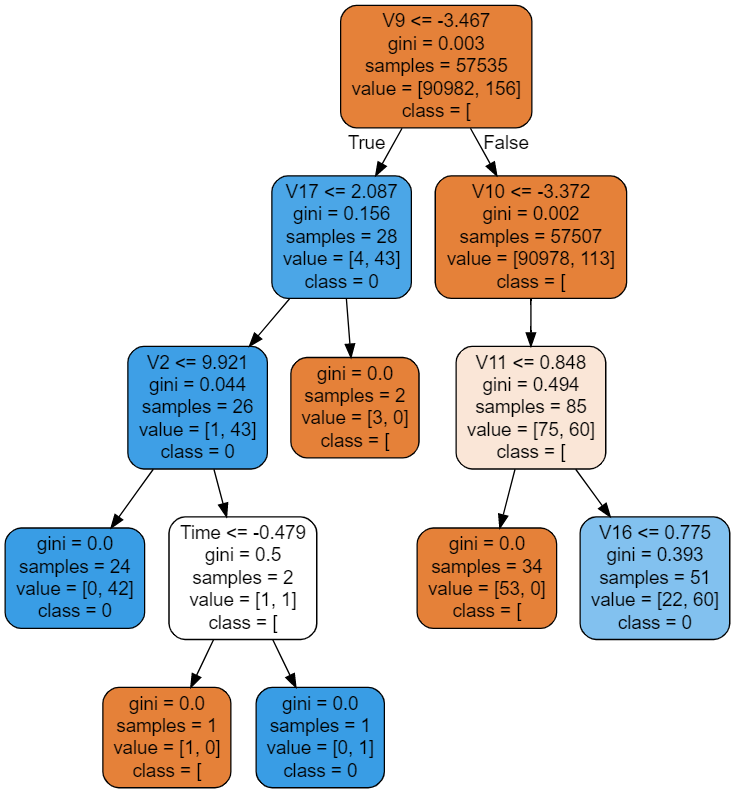 V9 <= -3.467
gini = 0.003
samples = 57535
value = [90982, 156]
class = [
True
False
V17 <= 2.087
gini = 0.156
samples = 28
value = [4, 43]
class = 0
V10 <= -3.372
gini = 0.002
samples = 57507
value = [90978, 113]
class = [
V2 <= 9.921
gini = 0.044
samples = 26
value = [1, 43]
class = 0
gini = 0.0
samples = 2
value = [3, 0]
class = [
V11 <= 0.848
gini = 0.494
samples = 85
value = [75, 60]
class = [
gini = 0.0
samples = 24
value = [0, 42]
class = 0
Time <= -0.479
gini = 0.5
samples = 2
value = [1, 1]
class = [
gini = 0.0
samples = 34
value = [53, 0]
class = [
V16 <= 0.775
gini = 0.393
samples = 51
value = [22, 60]
class = 0
gini = 0.0
samples = 1
value = [1, 0]
class = [
gini = 0.0
samples = 1
value = [0, 1]
class = 0